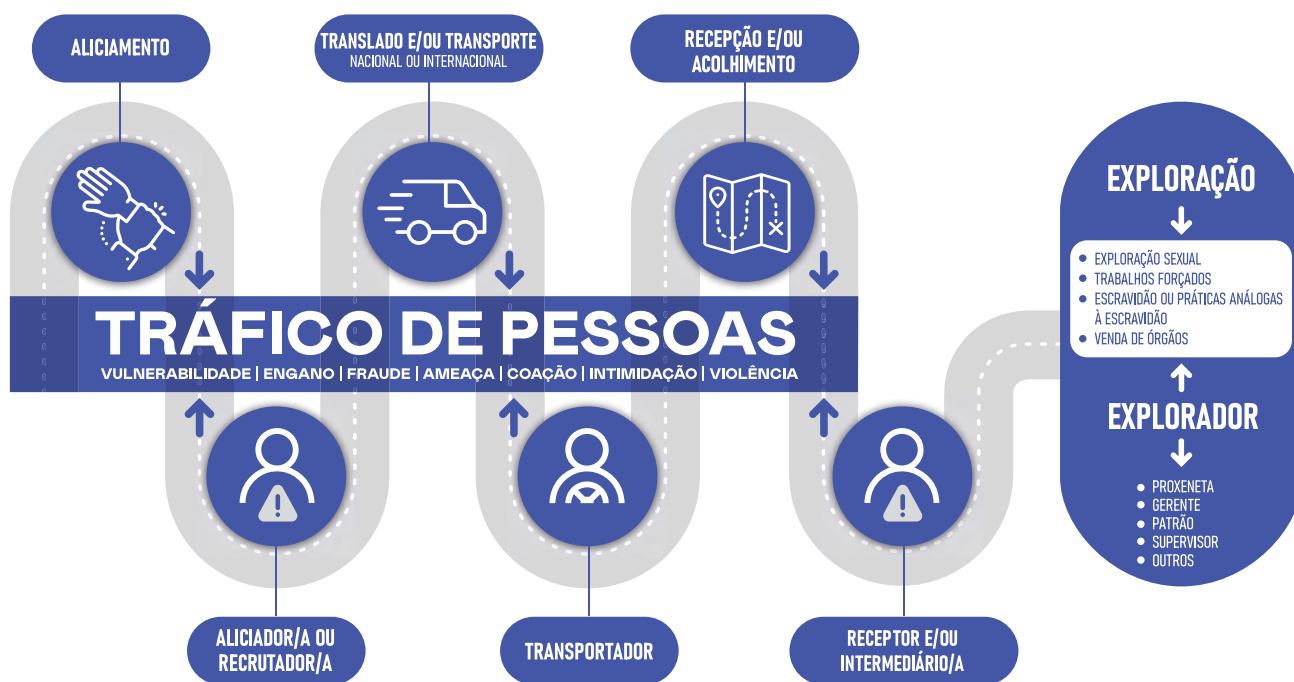 ALICIAMENTO
TRANSLADO E/OU TRANSPORTE
NACIONAL OU INTERNACIONAL
RECEPÇÃO E/OU
ACOLHIMENTO
TRÁFICO DE PESSOAS
VULNERABILIDADE | ENGANO | FRAUDE | AMEAÇA | COAÇÃO | INTIMIDAÇÃO | VIOLÊNCIA
ALICIADOR/A OU
RECRUTADOR/A
TRANSPORTADOR
RECEPTOR E/OU
INTERMEDIÁRIO/A
EXPLORAÇÃO
• EXPLORAÇÃO SEXUAL
• TRABALHOS FORÇADOS
• ESCRAVIDÃO OU PRÁTICAS ANÁLOGAS
À ESCRAVIDÃO
• VENDA DE ÓRGÃOS
EXPLORADOR
• PROXENETA
• GERENTE
• PATRÃO
• SUPERVISOR
• OUTROS